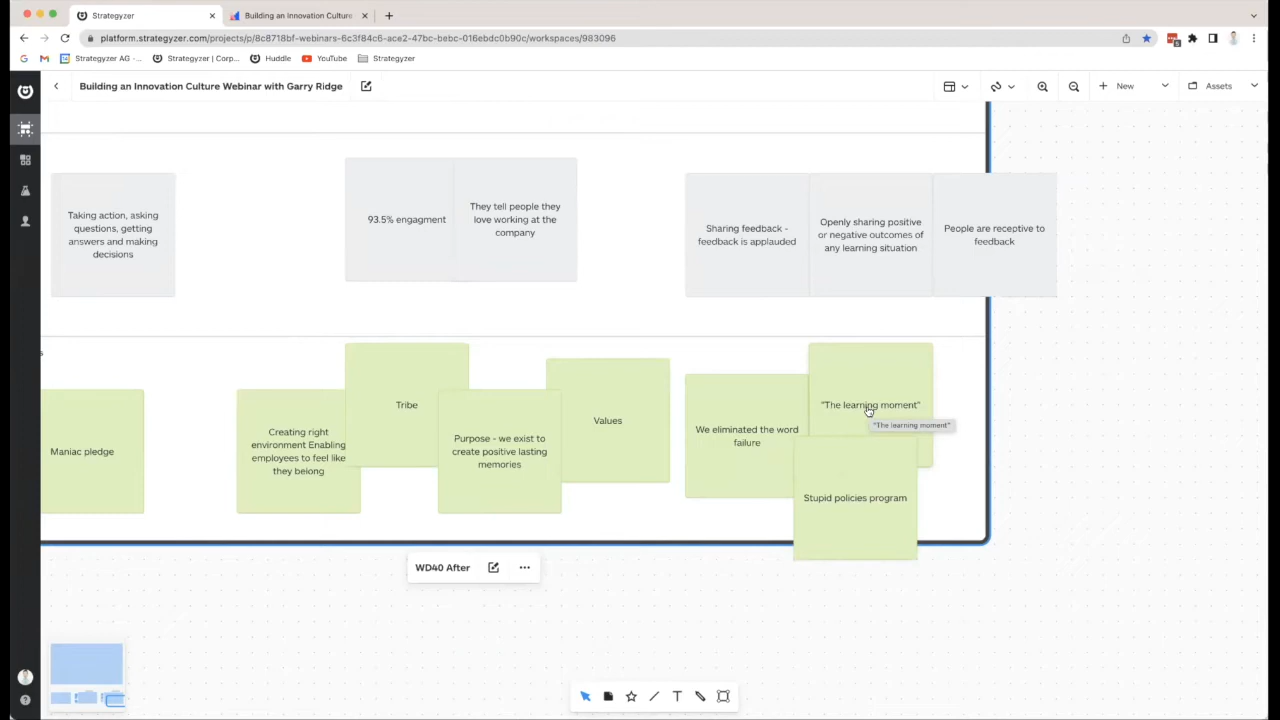 Strategyzer
Building an Innovation Culture
platform.strategyzer.com/projects/p/8c8718bf-webinars-6c3f84c6-ace2-47bc-bebc-016ebdc0b90c/workspaces/983096
Strategyzer AG -...
Strategyzer | Corp...
Huddle
YouTube
Strategyzer
Building an Innovation Culture Webinar with Garry Ridge
New
Assets
Taking action, asking
questions, getting
answers and making
decisions
93.5% engagment
They tell people they
love working at the
company
Sharing feedback -
feedback is applauded
Openly sharing positive
or negative outcomes of
any learning situation
People are receptive to
feedback
s
Maniac pledge
Creating right
environment Enabling
employees to feel like
they belong
Tribe
Purpose - we exist to
create positive lasting
memories
Values
We eliminated the word
failure
"The learning moment"
"The learning moment"
Stupid policies program
WD40 After